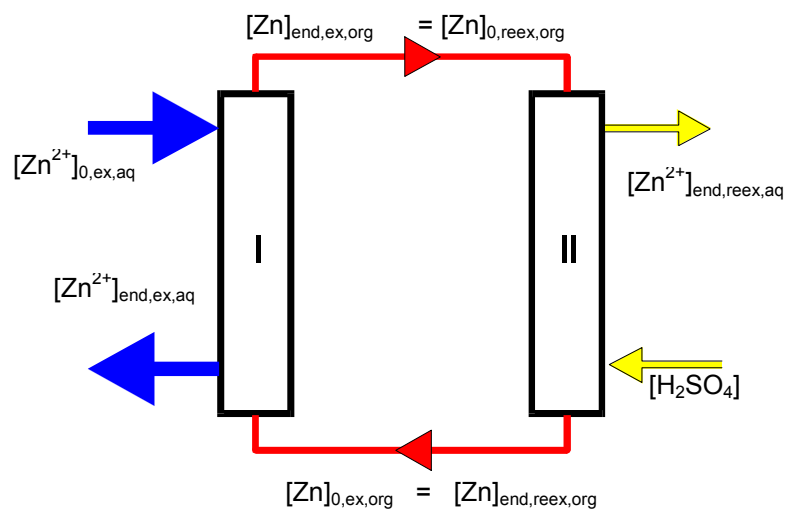 [Zn]end,ex,org = [Zn]0,reex,org
[Zn2+]0,ex,aq
[Zn2+]end,reex,aq
I
II
[Zn2+]end,ex,aq
[H2SO4]
[Zn]0,ex,org = [Zn]end,reex,org